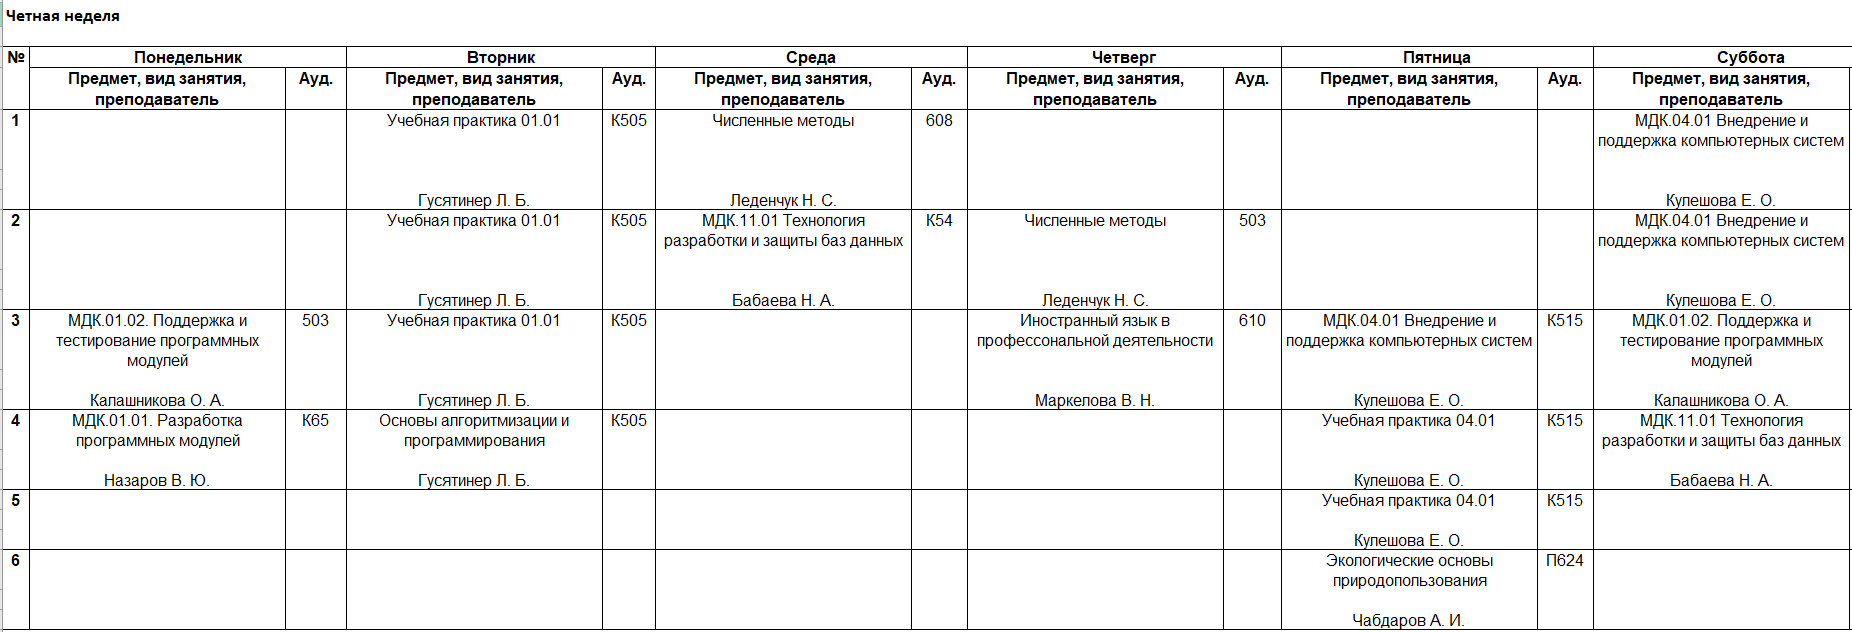 Четная неделя
№ Понедельник Вторник Среда Четверг Пятница Суббота
Предмет, вид занятия, Ауд. Предмет, вид занятия, Ауд. Предмет, вид занятия, Ауд. Предмет, вид занятия, Ауд. Предмет, вид занятия, Ауд. Предмет, вид занятия,
преподаватель преподаватель преподаватель преподаватель преподаватель преподаватель
1 Учебная практика 01.01 К505 Численные методы 608 МДК.04.01 Внедрение и
поддержка компьютерных систем
Гусятинер Л. Б. Леденчук Н. С. Кулешова Е. О.
2 Учебная практика 01.01 К505 МДК.11.01 Технология К54 Численные методы 503 МДК.04.01 Внедрение и
разработки и защиты баз данных поддержка компьютерных систем
Гусятинер Л. Б. Бабаева Н. А. Леденчук Н. С. Кулешова Е. О.
3 МДК.01.02. Поддержка и 503 Учебная практика 01.01 К505 Иностранный язык в 610 МДК.04.01 Внедрение и К515 МДК.01.02. Поддержка и
тестирование программных профессональной деятельности поддержка компьютерных систем тестирование программных
модулей модулей
Калашникова О. А. Гусятинер Л. Б. Маркелова В. Н. Кулешова Е. О. Калашникова О. А.
4 МДК.01.01. Разработка К65 Основы алгоритмизации и К505 Учебная практика 04.01 К515 МДК.11.01 Технология
программных модулей программирования разработки и защиты баз данных
Назаров В. Ю. Гусятинер Л. Б. Кулешова Е. О. Бабаева Н. А.
5 Учебная практика 04.01 К515
Кулешова Е. О.
6 Экологические основы П624
природопользования
Чабдаров А. И.